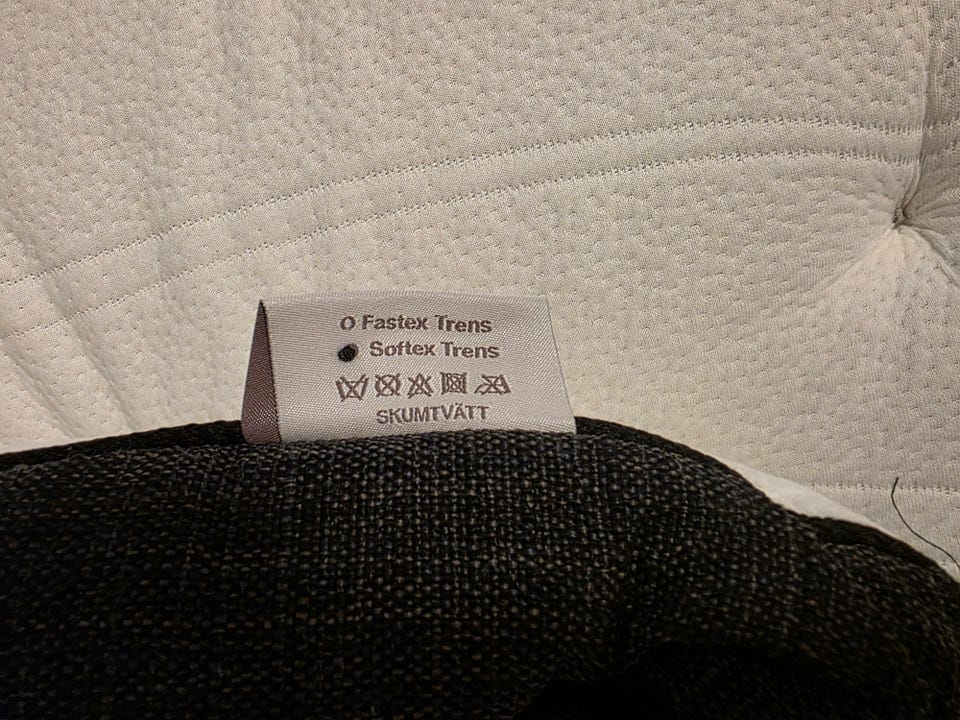 O Fastex Trens
● Softex Trens
SKUMTVÄTT